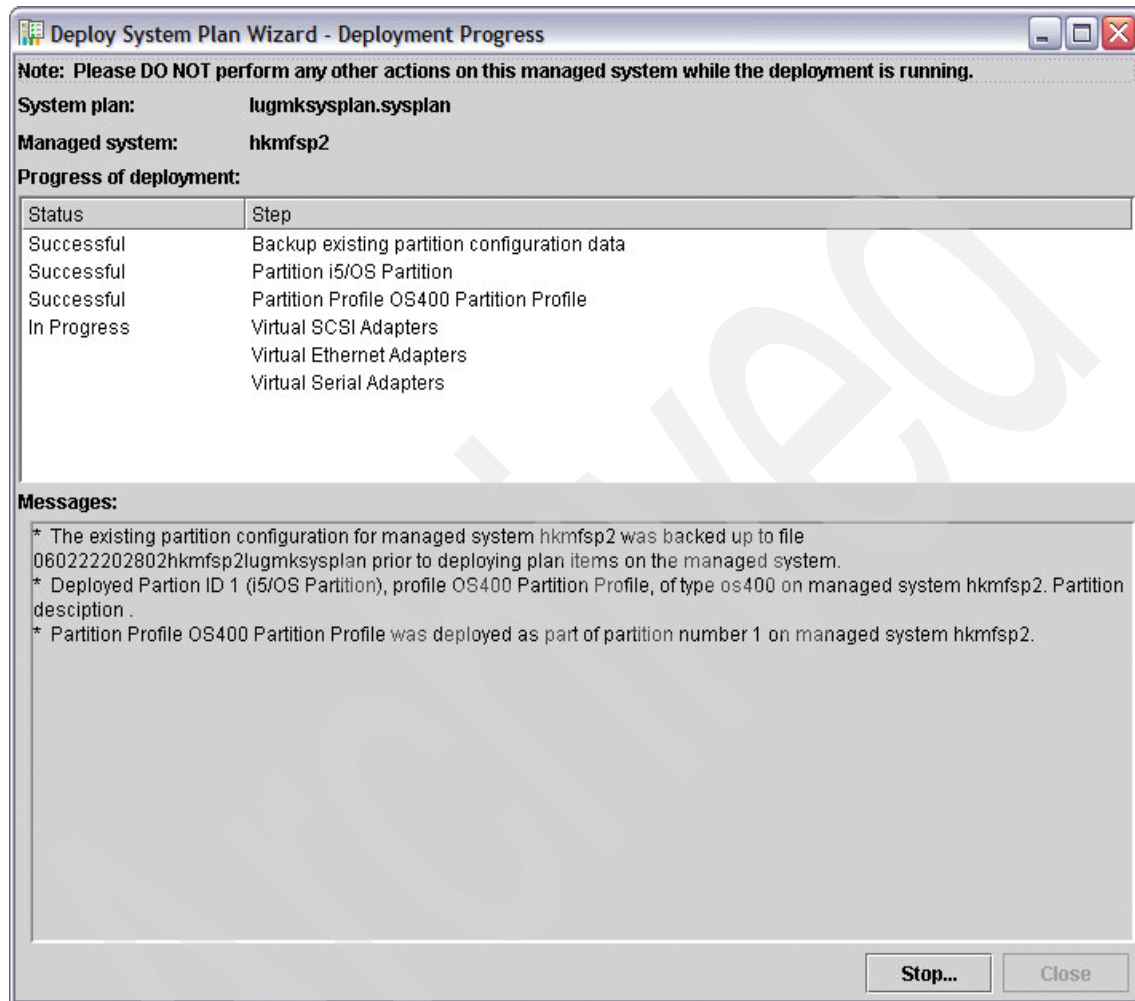 Deploy System Plan Wizard - Deployment Progress
Note: Please DO NOT perform any other actions on this managed system while the deployment is running.
System plan: lugmksysplan.sysplan
Managed system: hkmfsp2
Progress of deployment:
Status Step
Successful Backup existing partition configuration data
Successful Partition i5/OS Partition
Successful Partition Profile OS400 Partition Profile
In Progress Virtual SCSI Adapters
Virtual Ethernet Adapters
Virtual Serial Adapters
Messages:
* The existing partition configuration for managed system hkmfsp2 was backed up to file
060222202802hkmfsp2lugmksysplan prior to deploying plan items on the managed system.
* Deployed Partion ID 1 (i5/OS Partition), profile OS400 Partition Profile, of type os400 on managed system hkmfsp2. Partition
desciption .
* Partition Profile OS400 Partition Profile was deployed as part of partition number 1 on managed system hkmfsp2.
Stop... Close
Archived